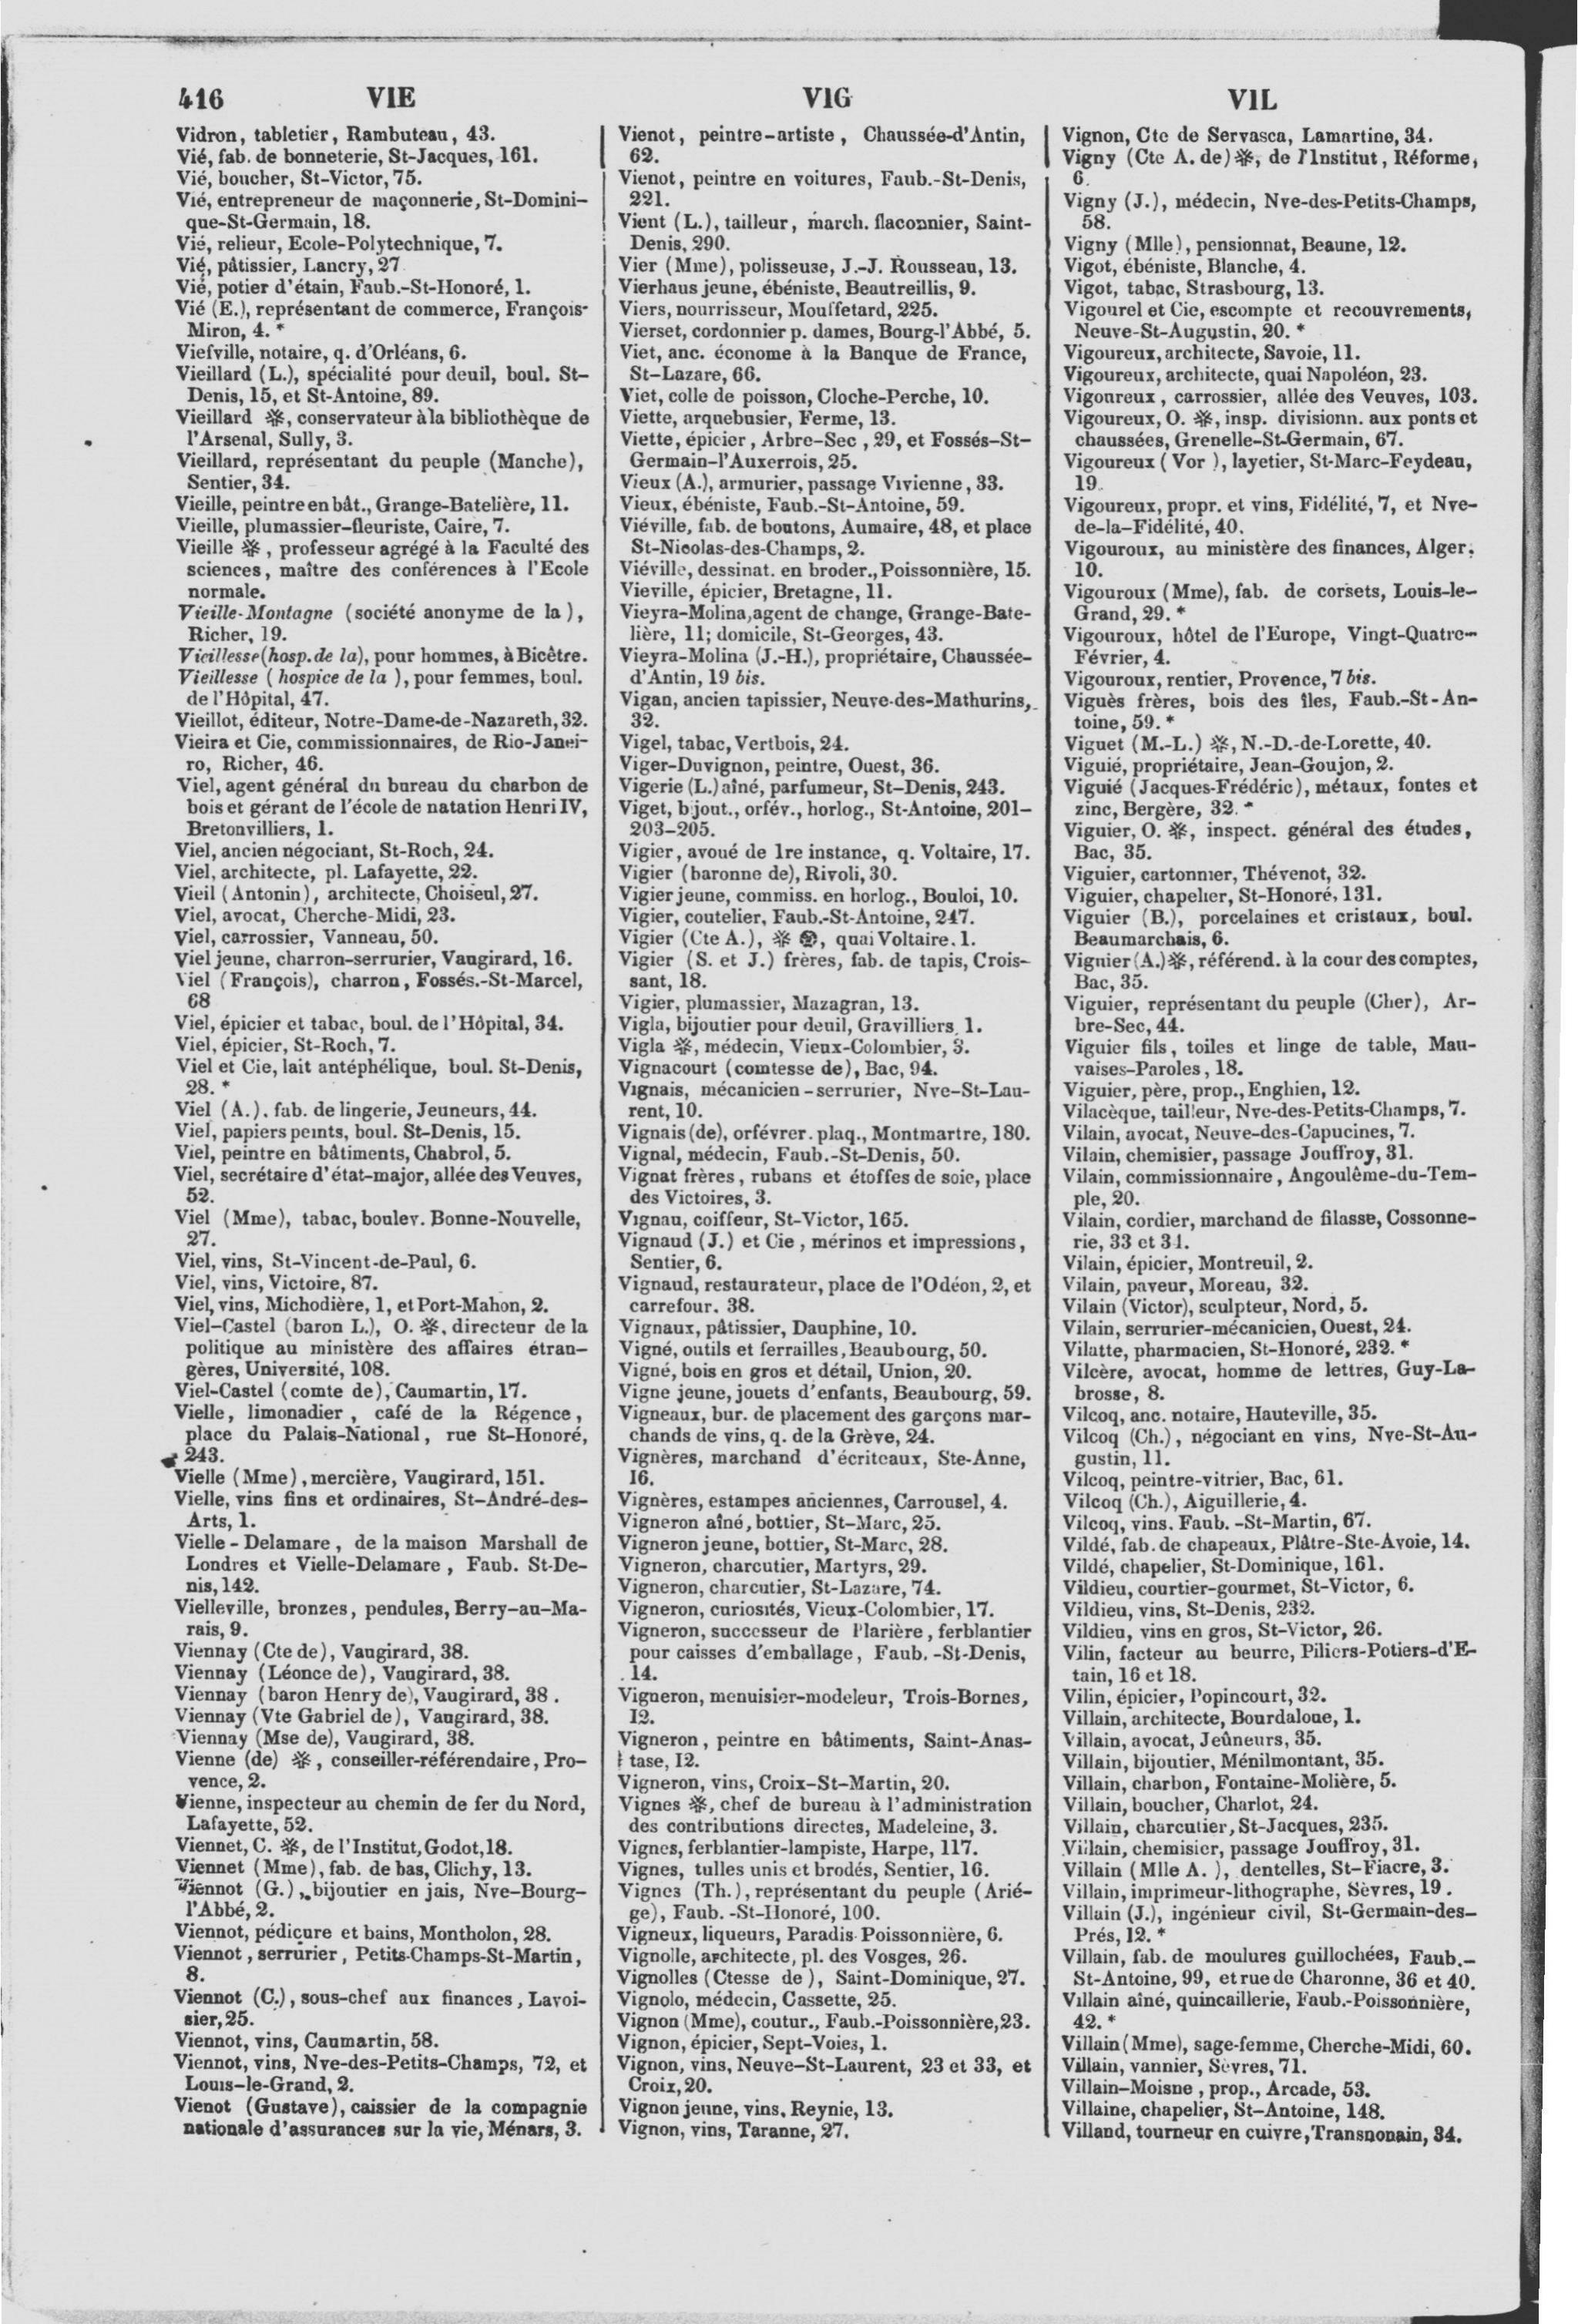 416 VIE VIG VIL
Vidron, tabletier, Rambuteau, 43.
Vié, fab. de bonneterie, St-Jacques, 161.
Vié, boucher, St-Victor, 75.
Vié, entrepreneur de maçonnerie, St-Domini-
que-St-Germain, 18.
Vié, relieur, Ecole-Polytechnique, 7.
Vié, pâtissier, Lancry, 27
Vié, potier d'étain, Faub.-St-Honoré, 1.
Vié (E.), représentant de commerce, François-
Miron, 4. *
Viefville, notaire, q. d'Orléans, 6.
Vieillard (L.), spécialité pour deuil, boul. St-
Denis, 15, et St-Antoine, 89.
Vieillard ❋, conservateur à la bibliothèque de
l'Arsenal, Sully, 3.
Vieillard, représentant du peuple (Manche),
Sentier, 34.
Vieille, peintre en bât., Grange-Batelière, 11.
Vieille, plumassier-fleuriste, Caire, 7.
Vieille ❋, professeur agrégé à la Faculté des
sciences, maître des conférences à l'Ecole
normale.
Vieille-Montagne (société anonyme de la),
Richer, 19.
Vieillesse (hosp. de la), pour hommes, à Bicêtre.
Vieillesse (hospice de la), pour femmes, boul.
de l'Hôpital, 47.
Vieillot, éditeur, Notre-Dame-de-Nazareth, 32.
Vieira et Cie, commissionnaires, de Rio-Janei-
ro, Richer, 46.
Viel, agent général du bureau du charbon de
bois et gérant de l'école de natation Henri IV,
Bretonvilliers, 1.
Viel, ancien négociant, St-Roch, 24.
Viel, architecte, pl. Lafayette, 22.
Vieil (Antonin), architecte, Choiseul, 27.
Viel, avocat, Cherche-Midi, 23.
Viel, carrossier, Vanneau, 50.
Viel jeune, charron-serrurier, Vaugirard, 16.
Viel (François), charron, Fossés.-St-Marcel,
68
Viel, épicier et tabac, boul. de l'Hôpital, 34.
Viel, épicier, St-Roch, 7.
Viel et Cie, lait antéphélique, boul. St-Denis,
28. *
Viel (A.). fab. de lingerie, Jeuneurs, 44.
Viel, papiers peints, boul. St-Denis, 15.
Viel, peintre en bâtiments, Chabrol, 5.
Viel, secrétaire d'état-major, allée des Veuves,
52.
Viel (Mme), tabac, boulev. Bonne-Nouvelle,
27.
Viel, vins, St-Vincent-de-Paul, 6.
Viel, vins, Victoire, 87.
Viel, vins, Michodière, 1, et Port-Mahon, 2.
Viel-Castel (baron L.), O. ❋, directeur de la
politique au ministère des affaires étran-
gères, Université, 108.
Viel-Castel (comte de), Caumartin, 17.
Vielle, limonadier, café de la Régence,
place du Palais-National, rue St-Honoré,
243.
Vielle (Mme), mercière, Vaugirard, 151.
Vielle, vins fins et ordinaires, St-André-des-
Arts, 1.
Vielle-Delamare, de la maison Marshall de
Londres et Vielle-Delamare, Faub. St-De-
nis, 142.
Vielleville, bronzes, pendules, Berry-au-Ma-
rais, 9.
Viennay (Cte de), Vaugirard, 38.
Viennay (Léonce de), Vaugirard, 38.
Viennay (baron Henry de), Vaugirard, 38.
Viennay (Vte Gabriel de), Vaugirard, 38.
Viennay (Mse de), Vaugirard, 38.
Vienne (de) ❋, conseiller-référendaire, Pro-
vence, 2.
Vienne, inspecteur au chemin de fer du Nord,
Lafayette, 52.
Viennet, C. ❋, de l'Institut, Godot, 18.
Viennet (Mme), fab. de bas, Clichy, 13.
Viennot (G.), bijoutier en jais, Nve-Bourg-
l'Abbé, 2.
Viennot, pédicure et bains, Montholon, 28.
Viennot, serrurier, Petits-Champs-St-Martin,
8.
Viennot (C.), sous-chef aux finances, Lavoi-
sier, 25.
Viennot, vins, Caumartin, 58.
Viennot, vins, Nve-des-Petits-Champs, 72, et
Louis-le-Grand, 2.
Vienot (Gustave), caissier de la compagnie
nationale d'assurances sur la vie, Ménars, 3.
Vienot, peintre-artiste, Chaussée-d'Antin,
62.
Vienot, peintre en voitures, Faub.-St-Denis,
221.
Vient (L.), tailleur, march. flaconnier, Saint-
Denis, 290.
Vier (Mme), polisseuse, J.-J. Rousseau, 13.
Vierhaus jeune, ébéniste, Beautreillis, 9.
Viers, nourrisseur, Mouffetard, 225.
Vierset, cordonnier p. dames, Bourg-l'Abbé, 5.
Viet, anc. économe à la Banque de France,
St-Lazare, 66.
Viet, colle de poisson, Cloche-Perche, 10.
Viette, arquebusier, Ferme, 13.
Viette, épicier, Arbre-Sec, 29, et Fossés-St-
Germain-l'Auxerrois, 25.
Vieux (A.), armurier, passage Vivienne, 33.
Vieux, ébéniste, Faub.-St-Antoine, 59.
Viéville, fab. de boutons, Aumaire, 48, et place
St-Nicolas-des-Champs, 2.
Viéville, dessinat. en broder., Poissonnière, 15.
Vieville, épicier, Bretagne, 11.
Vieyra-Molina, agent de change, Grange-Bate-
lière, 11; domicile, St-Georges, 43.
Vieyra-Molina (J.-H.), propriétaire, Chaussée-
d'Antin, 19 bis.
Vigan, ancien tapissier, Neuve-des-Mathurins,
32.
Vigel, tabac, Vertbois, 24.
Viger-Duvignon, peintre, Ouest, 36.
Vigerie (L.) aîné, parfumeur, St-Denis, 243.
Viget, bjout., orfév., horlog., St-Antoine, 201-
203-205.
Vigier, avoué de 1re instance, q. Voltaire, 17.
Vigier (baronne de), Rivoli, 30.
Vigier jeune, commiss. en horlog., Bouloi, 10.
Vigier, coutelier, Faub.-St-Antoine, 247.
Vigier (Cte A.), ❋ ✪, quai Voltaire. 1.
Vigier (S. et J.) frères, fab. de tapis, Crois-
sant, 18.
Vigier, plumassier, Mazagran, 13.
Vigla, bijoutier pour deuil, Gravilliers, 1.
Vigla ❋, médecin, Vieux-Colombier, 3.
Vignacourt (comtesse de), Bac, 94.
Vignais, mécanicien-serrurier, Nve-St-Lau-
rent, 10.
Vignais (de), orfévrer. plaq., Montmartre, 180.
Vignal, médecin, Faub.-St-Denis, 50.
Vignat frères, rubans et étoffes de soie, place
des Victoires, 3.
Vignau, coiffeur, St-Victor, 165.
Vignaud (J.) et Cie, mérinos et impressions,
Sentier, 6.
Vignaud, restaurateur, place de l'Odéon, 2, et
carrefour. 38.
Vignaux, pâtissier, Dauphine, 10.
Vigné, outils et ferrailles, Beaubourg, 50.
Vigné, bois en gros et détail, Union, 20.
Vigne jeune, jouets d'enfants, Beaubourg, 59.
Vigneaux, bur. de placement des garçons mar-
chands de vins, q. de la Grève, 24.
Vignères, marchand d'écriteaux, Ste-Anne,
16.
Vignères, estampes anciennes, Carrousel, 4.
Vigneron aîné, bottier, St-Marc, 25.
Vigneron jeune, bottier, St-Marc, 28.
Vigneron, charcutier, Martyrs, 29.
Vigneron, charcutier, St-Lazare, 74.
Vigneron, curiosités, Vieux-Colombier, 17.
Vigneron, successeur de Plarière, ferblantier
pour caisses d'emballage, Faub.-St-Denis,
14.
Vigneron, menuisier-modeleur, Trois-Bornes,
12.
Vigneron, peintre en bâtiments, Saint-Anas-
tase, 12.
Vigneron, vins, Croix-St-Martin, 20.
Vignes ❋, chef de bureau à l'administration
des contributions directes, Madeleine, 3.
Vignes, ferblantier-lampiste, Harpe, 117.
Vignes, tulles unis et brodés, Sentier, 16.
Vignes (Th.), représentant du peuple (Arié-
ge), Faub.-St-Honoré, 100.
Vigneux, liqueurs, Paradis Poissonnière, 6.
Vignolle, architecte, pl. des Vosges, 26.
Vignolles (Ctesse de), Saint-Dominique, 27.
Vignolo, médecin, Cassette, 25.
Vignon (Mme), coutur., Faub.-Poissonnière, 23.
Vignon, épicier, Sept-Voies, 1.
Vignon, vins, Neuve-St-Laurent, 23 et 33, et
Croix, 20.
Vignon jeune, vins, Reynie, 13.
Vignon, vins, Taranne, 27.
Vignon, Cte de Servasca, Lamartine, 34.
Vigny (Cte A. de) ❋, de l'Institut, Réforme,
6.
Vigny (J.), médecin, Nve-des-Petits-Champs,
58.
Vigny (Mlle), pensionnat, Beaune, 12.
Vigot, ébéniste, Blanche, 4.
Vigot, tabac, Strasbourg, 13.
Vigourel et Cie, escompte et recouvrements,
Neuve-St-Augustin, 20. *
Vigoureux, architecte, Savoie, 11.
Vigoureux, architecte, quai Napoléon, 23.
Vigoureux, carrossier, allée des Veuves, 103.
Vigoureux, O. ❋, insp. divisionn. aux ponts et
chaussées, Grenelle-St-Germain, 67.
Vigoureux (Vor), layetier, St-Marc-Feydeau,
19.
Vigoureux, propr. et vins, Fidélité, 7, et Nve-
de-la-Fidélité, 40.
Vigouroux, au ministère des finances, Alger,
10.
Vigouroux (Mme), fab. de corsets, Louis-le-
Grand, 29. *
Vigouroux, hôtel de l'Europe, Vingt-Quatre-
Février, 4.
Vigouroux, rentier, Provence, 7 bis.
Viguès frères, bois des îles, Faub.-St-An-
toine, 59. *
Viguet (M.-L.) ❋, N.-D.-de-Lorette, 40.
Viguié, propriétaire, Jean-Goujon, 2.
Viguié (Jacques-Frédéric), métaux, fontes et
zinc, Bergère, 32. *
Viguier, O. ❋, inspect. général des études,
Bac, 35.
Viguier, cartonnier, Thévenot, 32.
Viguier, chapelier, St-Honoré, 131.
Viguier (B.), porcelaines et cristaux, boul.
Beaumarchais, 6.
Viguier (A.) ❋, référend. à la cour des comptes,
Bac, 35.
Viguier, représentant du peuple (Cher), Ar-
bre-Sec, 44.
Viguier fils, toiles et linge de table, Mau-
vaises-Paroles, 18.
Viguier, père, prop., Enghien, 12.
Vilacèque, tailleur, Nve-des-Petits-Champs, 7.
Vilain, avocat, Neuve-des-Capucines, 7.
Vilain, chemisier, passage Jouffroy, 31.
Vilain, commissionnaire, Angoulême-du-Tem-
ple, 20.
Vilain, cordier, marchand de filasse, Cossonne-
rie, 33 et 31.
Vilain, épicier, Montreuil, 2.
Vilain, paveur, Moreau, 32.
Vilain (Victor), sculpteur, Nord, 5.
Vilain, serrurier-mécanicien, Ouest, 24.
Vilatte, pharmacien, St-Honoré, 232. *
Vilcère, avocat, homme de lettres, Guy-La-
brosse, 8.
Vilcoq, anc. notaire, Hauteville, 35.
Vilcoq (Ch.), négociant en vins, Nve-St-Au-
gustin, 11.
Vilcoq, peintre-vitrier, Bac, 61.
Vilcoq (Ch.), Aiguillerie, 4.
Vilcoq, vins. Faub.-St-Martin, 67.
Vildé, fab. de chapeaux, Plâtre-Ste-Avoie, 14.
Vildé, chapelier, St-Dominique, 161.
Vildieu, courtier-gourmet, St-Victor, 6.
Vildieu, vins, St-Denis, 232.
Vildieu, vins en gros, St-Victor, 26.
Vilin, facteur au beurre, Piliers-Potiers-d'E-
tain, 16 et 18.
Vilin, épicier, Popincourt, 32.
Villain, architecte, Bourdaloue, 1.
Villain, avocat, Jeûneurs, 35.
Villain, bijoutier, Ménilmontant, 35.
Villain, charbon, Fontaine-Molière, 5.
Villain, boucher, Charlot, 24.
Villain, charcutier, St-Jacques, 235.
Villain, chemisier, passage Jouffroy, 31.
Villain (Mlle A.), dentelles, St-Fiacre, 3.
Villain, imprimeur-lithographe, Sèvres, 19.
Villain (J.), ingénieur civil, St-Germain-des-
Prés, 12. *
Villain, fab. de moulures guillochées, Faub.-
St-Antoine, 99, et rue de Charonne, 36 et 40.
Villain aîné, quincaillerie, Faub.-Poissonnière,
42. *
Villain (Mme), sage-femme, Cherche-Midi, 60.
Villain, vannier, Sèvres, 71.
Villain-Moisne, prop., Arcade, 53.
Villaine, chapelier, St-Antoine, 148.
Villand, tourneur en cuivre, Transnonain, 34.